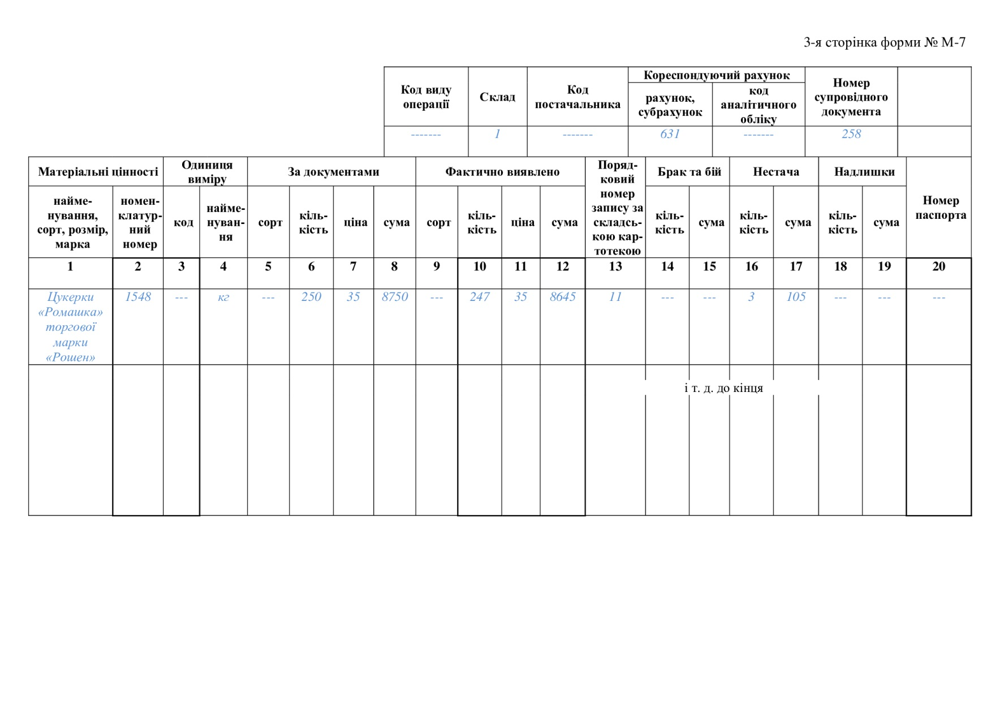 3-я сторінка форми № М-7
Код виду операції
Склад
Код постачальника
Кореспондуючий рахунок
рахунок, субрахунок
код аналітичного обліку
Номер супровідного документа
------- 1 ------- 631 ------- 258
Матеріальні цінності
Одиниця виміру
За документами
Фактично виявлено
Поряд-ковий номер запису за складсь-кою кар-тотекою
Брак та бій
Нестача
Надлишки
Номер паспорта
найме-нування, сорт, розмір, марка
номен-клатур-ний номер
код
найме-нуван-ня
сорт
кіль-кість
ціна
сума
сорт
кіль-кість
ціна
сума
кіль-кість
сума
кіль-кість
сума
кіль-кість
сума
1 2 3 4 5 6 7 8 9 10 11 12 13 14 15 16 17 18 19 20
Цукерки 1548 --- кг --- 250 35 8750 --- 247 35 8645 11 --- --- 3 105 --- --- ---
«Ромашка»
торгової
марки
«Рошен»
і т. д. до кінця